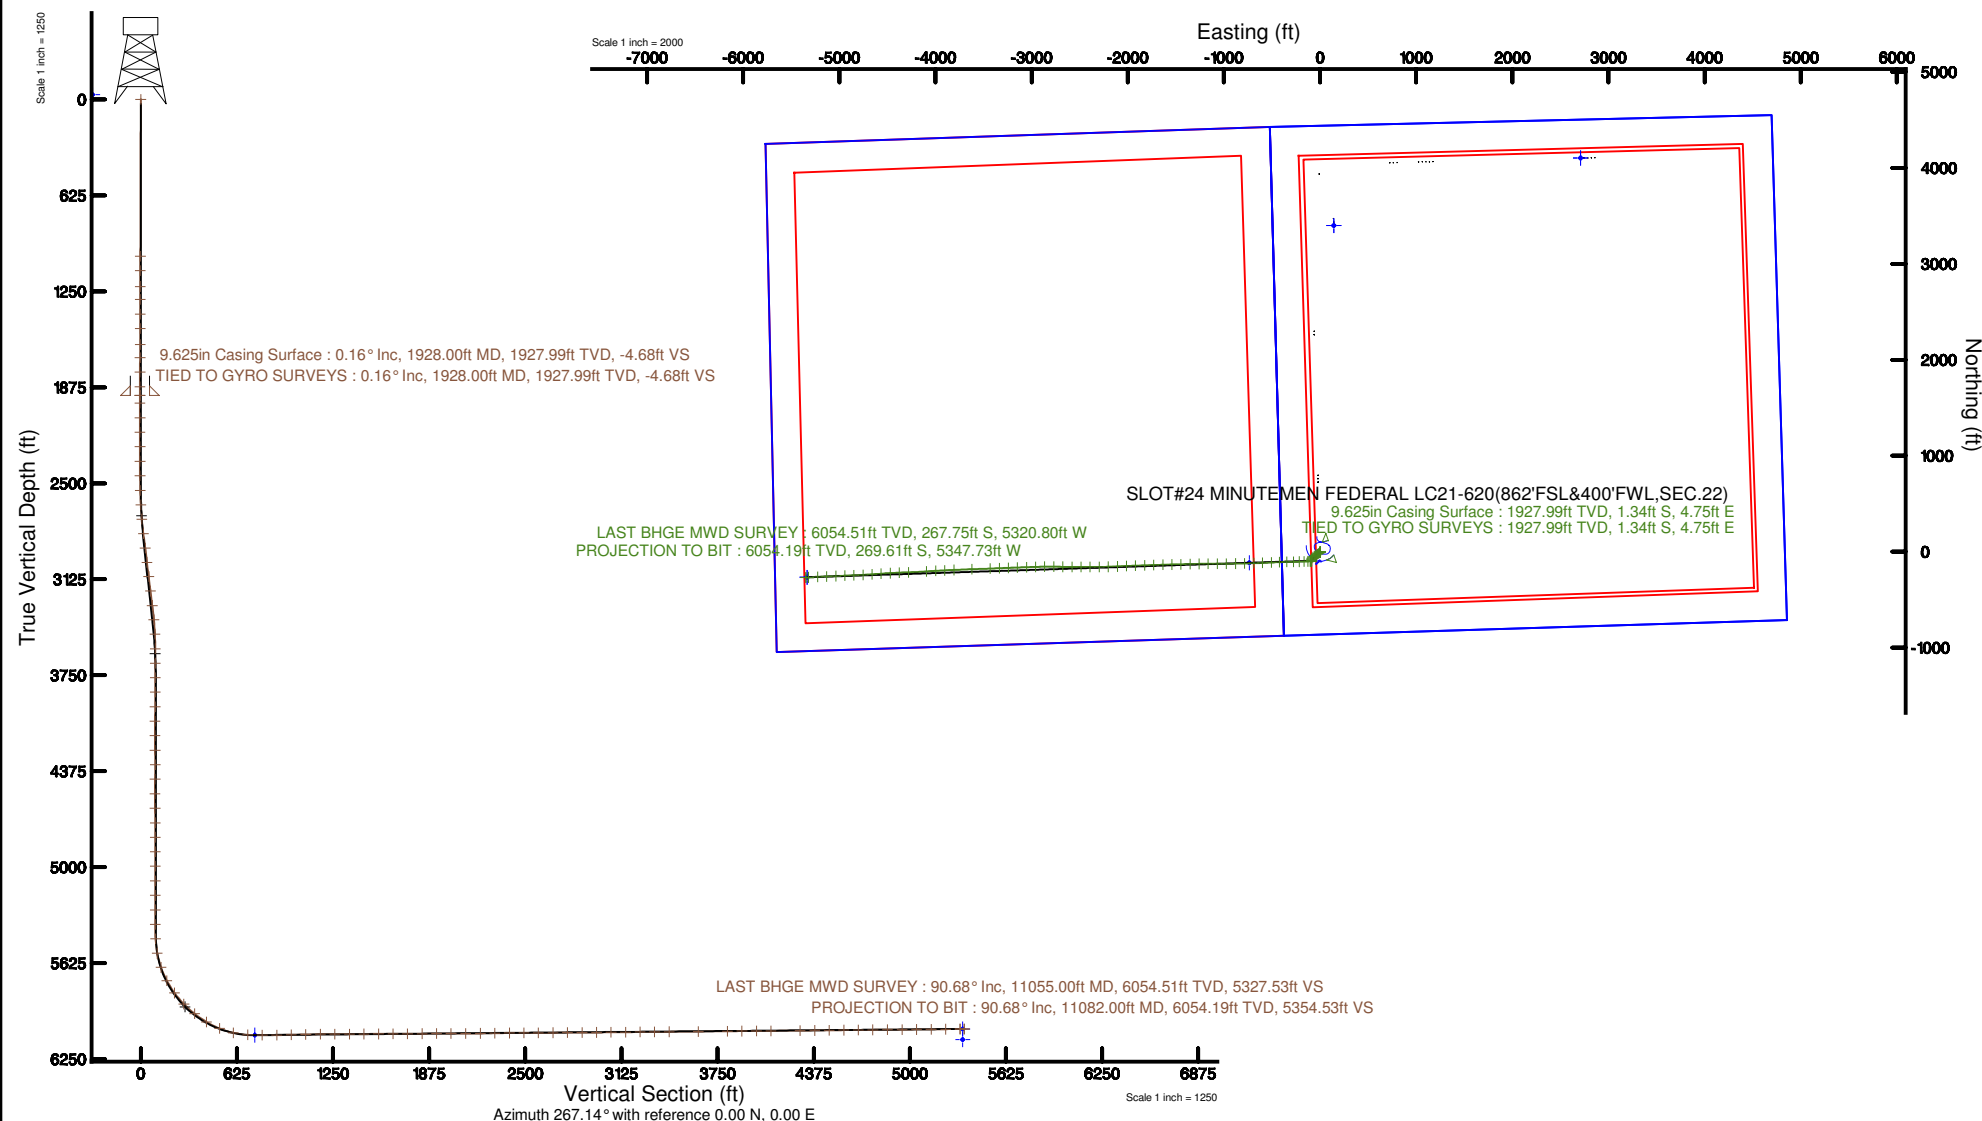 Scale 1 inch = 1250
Scale 1 inch = 2000
Easting (ft)
-7000 -6000 -5000 -4000 -3000 -2000 -1000 0 1000 2000 3000 4000 5000 6000
5000
4000
3000
2000
1000
0
-1000
Northing (ft)
True Vertical Depth (ft)
0
625
1250
1875
2500
3125
3750
4375
5000
5625
6250
9.625in Casing Surface : 0.16° Inc, 1928.00ft MD, 1927.99ft TVD, -4.68ft VS
TIED TO GYRO SURVEYS : 0.16° Inc, 1928.00ft MD, 1927.99ft TVD, -4.68ft VS
SLOT#24 MINUTEMEN FEDERAL LC21-620(862'FSL&400'FWL,SEC.22)
9.625in Casing Surface : 1927.99ft TVD, 1.34ft S, 4.75ft E
TIED TO GYRO SURVEYS : 1927.99ft TVD, 1.34ft S, 4.75ft E
LAST BHGE MWD SURVEY : 6054.51ft TVD, 267.75ft S, 5320.80ft W
PROJECTION TO BIT : 6054.19ft TVD, 269.61ft S, 5347.73ft W
LAST BHGE MWD SURVEY : 90.68° Inc, 11055.00ft MD, 6054.51ft TVD, 5327.53ft VS
PROJECTION TO BIT : 90.68° Inc, 11082.00ft MD, 6054.19ft TVD, 5354.53ft VS
0 625 1250 1875 2500 3125 3750 4375 5000 5625 6250 6875
Vertical Section (ft)
Scale 1 inch = 1250
Azimuth 267.14° with reference 0.00 N, 0.00 E